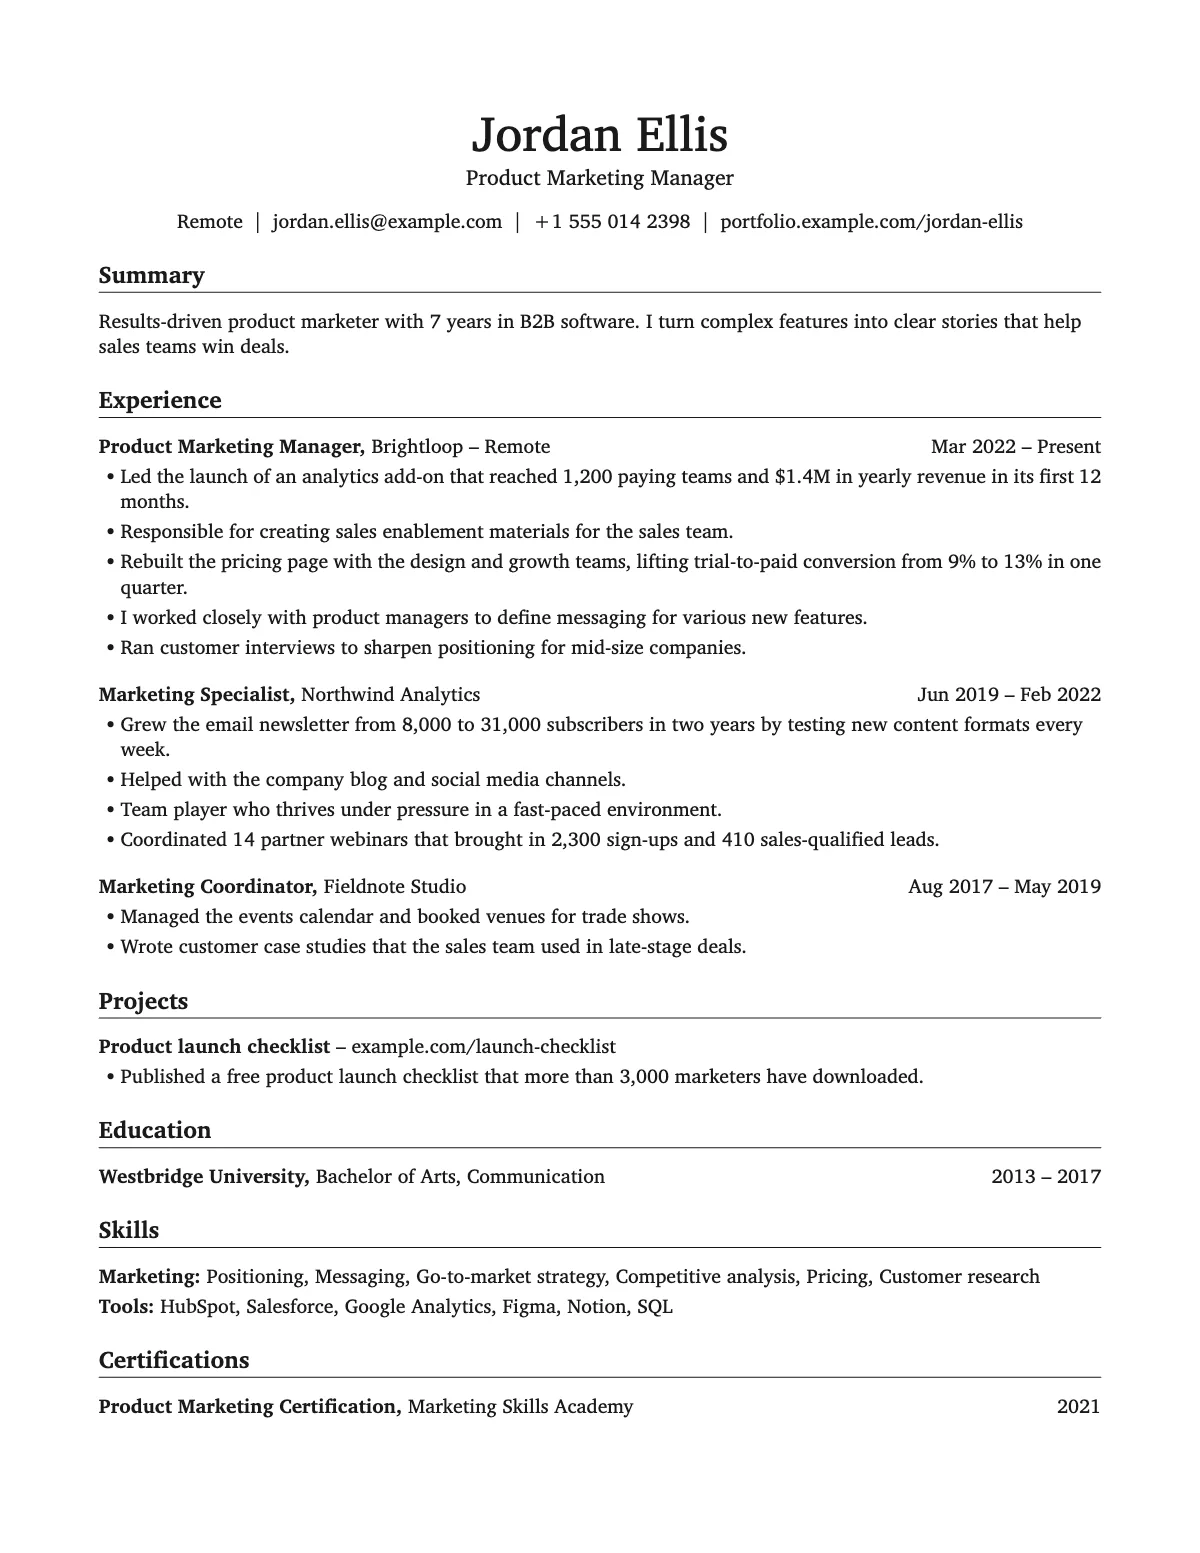 Jordan Ellis
Product Marketing Manager
Remote | jordan.ellis@example.com | +1 555 014 2398 | portfolio.example.com/jordan-ellis
Summary
Results-driven product marketer with 7 years in B2B software. I turn complex features into clear stories that help
sales teams win deals.
Experience
Product Marketing Manager, Brightloop – Remote Mar 2022 – Present
• Led the launch of an analytics add-on that reached 1,200 paying teams and $1.4M in yearly revenue in its first 12
months.
• Responsible for creating sales enablement materials for the sales team.
• Rebuilt the pricing page with the design and growth teams, lifting trial-to-paid conversion from 9% to 13% in one
quarter.
• I worked closely with product managers to define messaging for various new features.
• Ran customer interviews to sharpen positioning for mid-size companies.
Marketing Specialist, Northwind Analytics Jun 2019 – Feb 2022
• Grew the email newsletter from 8,000 to 31,000 subscribers in two years by testing new content formats every
week.
• Helped with the company blog and social media channels.
• Team player who thrives under pressure in a fast-paced environment.
• Coordinated 14 partner webinars that brought in 2,300 sign-ups and 410 sales-qualified leads.
Marketing Coordinator, Fieldnote Studio Aug 2017 – May 2019
• Managed the events calendar and booked venues for trade shows.
• Wrote customer case studies that the sales team used in late-stage deals.
Projects
Product launch checklist – example.com/launch-checklist
• Published a free product launch checklist that more than 3,000 marketers have downloaded.
Education
Westbridge University, Bachelor of Arts, Communication 2013 – 2017
Skills
Marketing: Positioning, Messaging, Go-to-market strategy, Competitive analysis, Pricing, Customer research
Tools: HubSpot, Salesforce, Google Analytics, Figma, Notion, SQL
Certifications
Product Marketing Certification, Marketing Skills Academy 2021